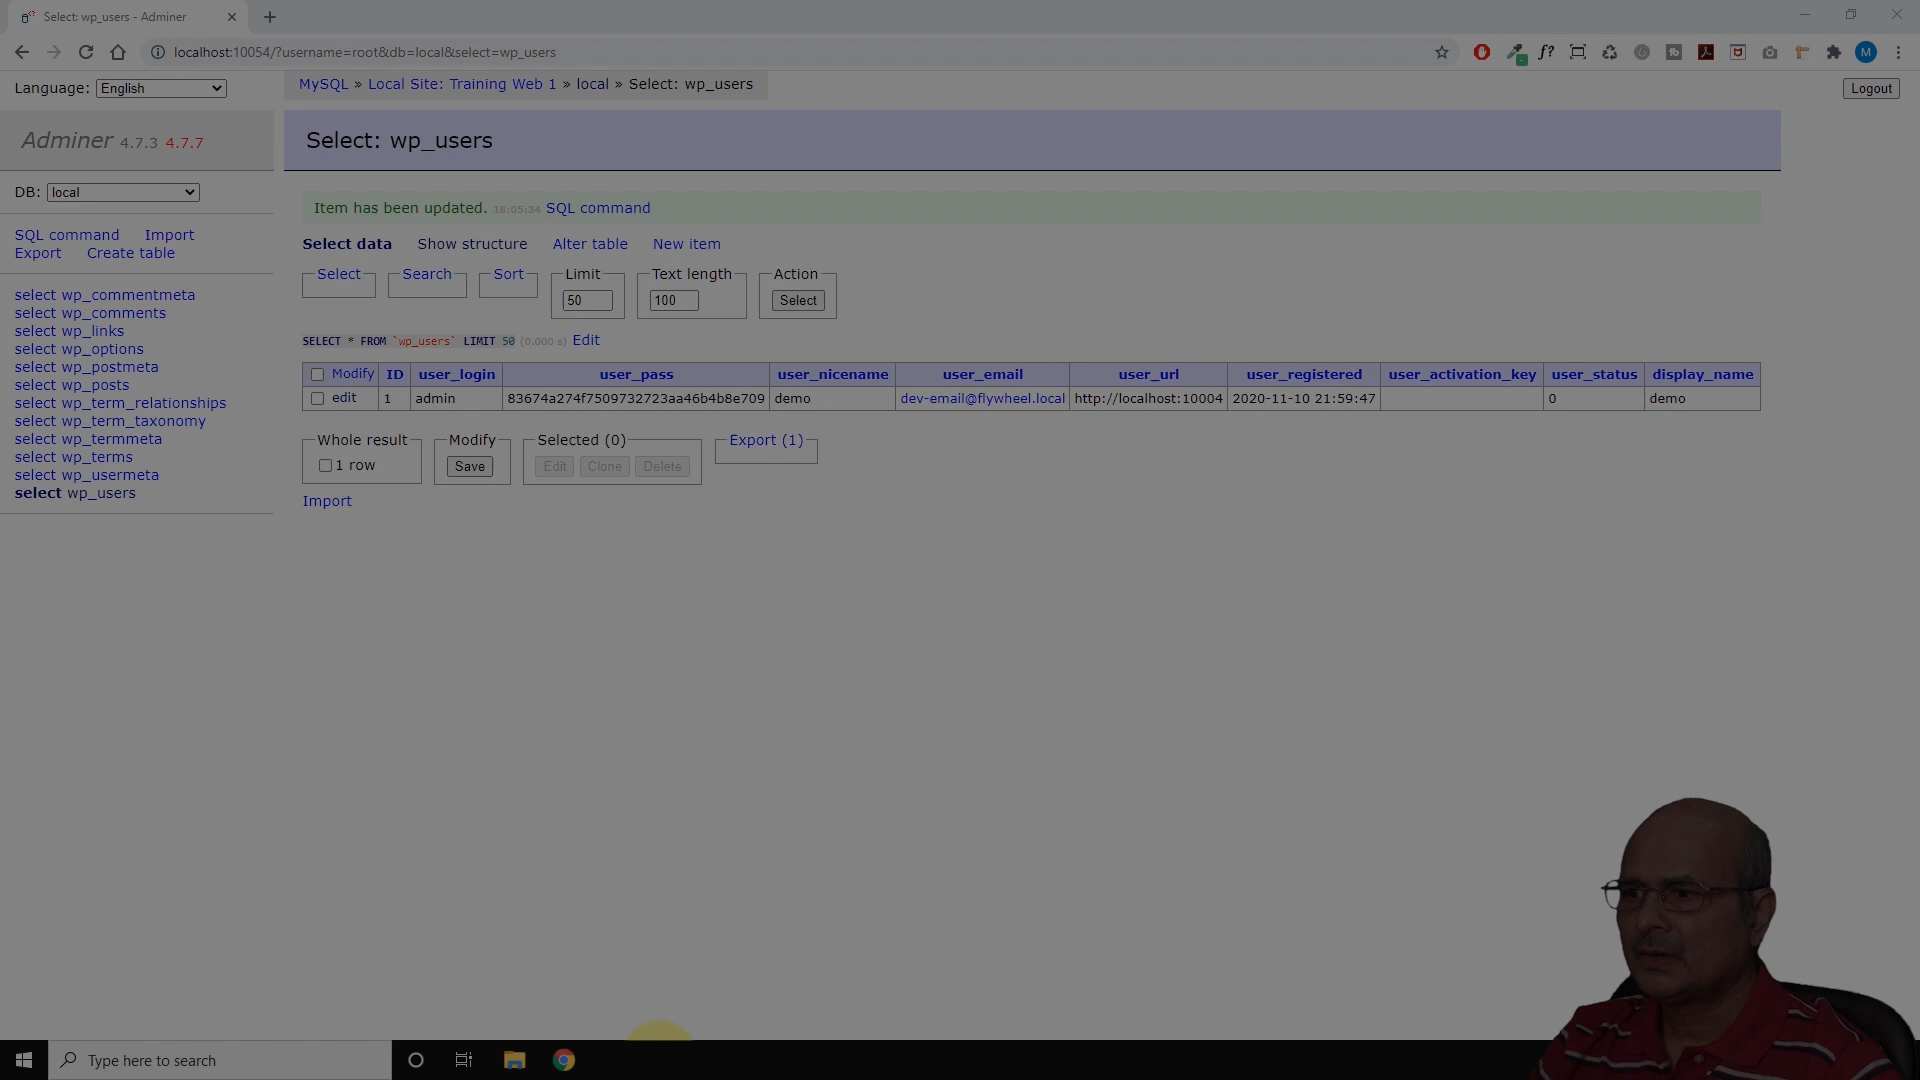 Select: wp_users - Adminer
localhost:10054/?username=root&db=local&select=wp_users
Language: English
MySQL » Local Site: Training Web 1 » local » Select: wp_users
Logout
Adminer 4.7.3 4.7.7
Select: wp_users
DB: local
Item has been updated. 18:05:34 SQL command
SQL command Import
Export Create table
Select data Show structure Alter table New item
Select Search Sort Limit Text length Action
50 100 Select
select wp_commentmeta
select wp_comments
select wp_links
select wp_options
select wp_postmeta
select wp_posts
select wp_term_relationships
select wp_term_taxonomy
select wp_termmeta
select wp_terms
select wp_usermeta
select wp_users
SELECT * FROM `wp_users` LIMIT 50 (0.000 s) Edit
Modify ID user_login user_pass user_nicename user_email user_url user_registered user_activation_key user_status display_name
edit 1 admin 83674a274f7509732723aa46b4b8e709 demo dev-email@flywheel.local http://localhost:10004 2020-11-10 21:59:47 0 demo
Whole result Modify Selected (0) Export (1)
1 row Save Edit Clone Delete
Import
Type here to search